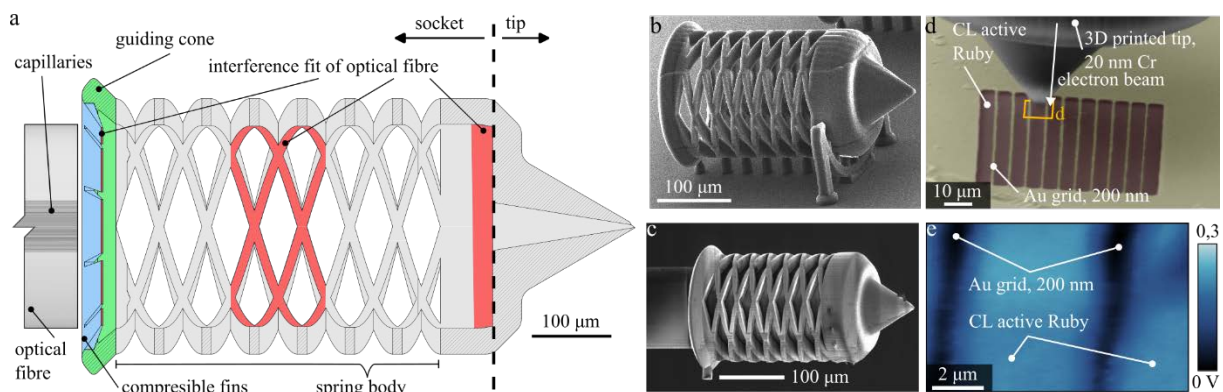 a
socket
tip
guiding cone
capillaries
interference fit of optical fibre
100 µm
optical
fibre
compresible fins
spring body
b
100 µm
c
100 µm
d
CL active
Ruby
3D printed tip,
20 nm Cr
electron beam
d
Au grid, 200 nm
10 µm
e
0,3
Au grid, 200 nm
CL active Ruby
2 µm
0 V